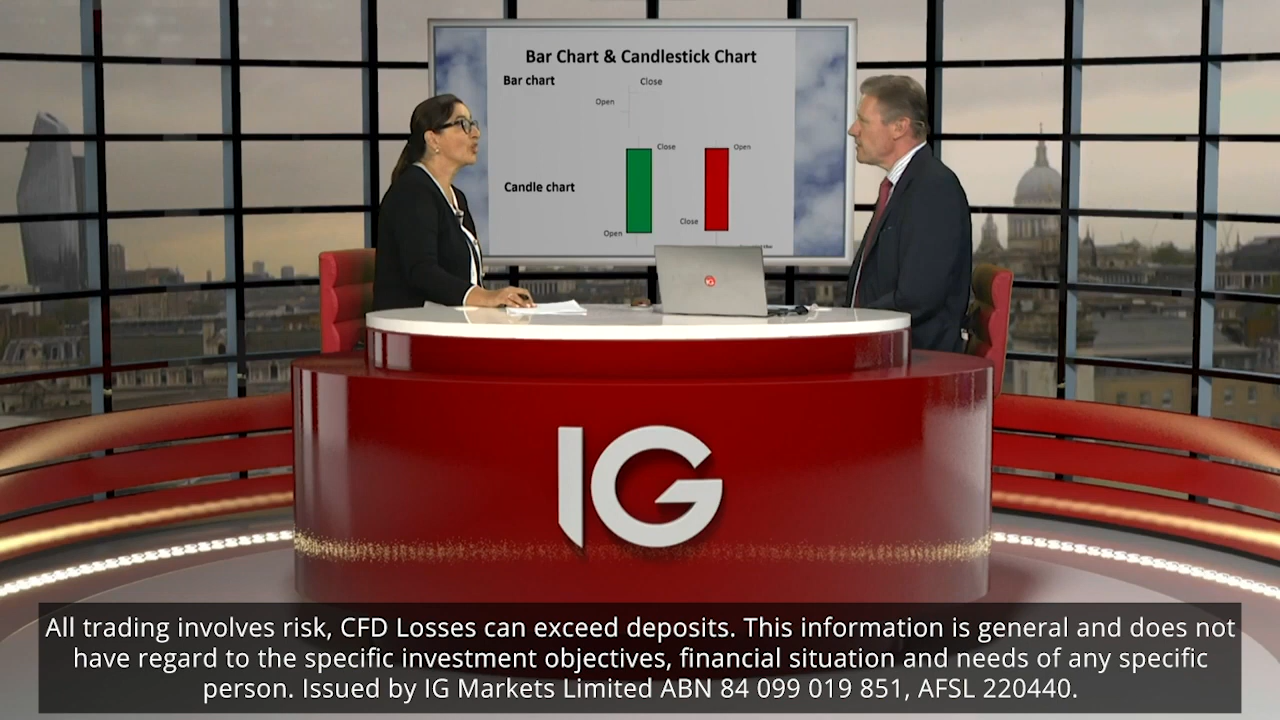 Bar Chart & Candlestick Chart
Bar chart
Close
Open
Close
Open
Candle chart
Close
Open
IG
All trading involves risk, CFD Losses can exceed deposits. This information is general and does not
have regard to the specific investment objectives, financial situation and needs of any specific
person. Issued by IG Markets Limited ABN 84 099 019 851, AFSL 220440.